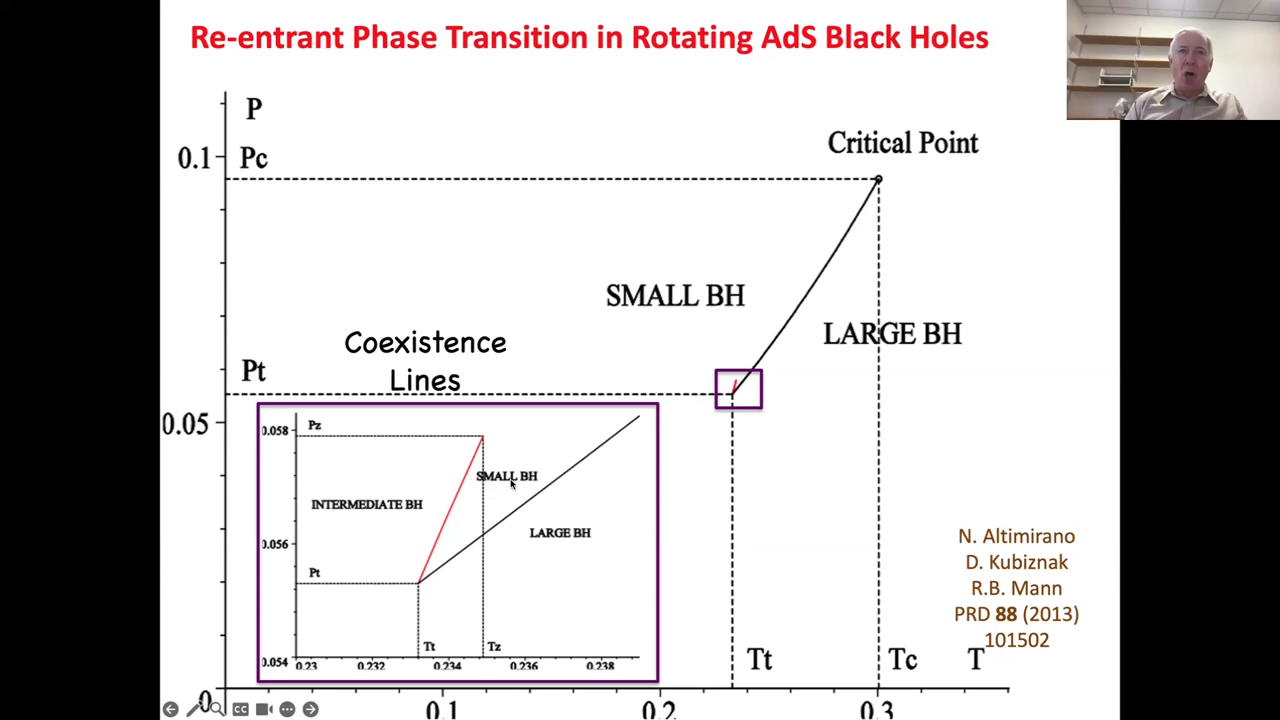 Re-entrant Phase Transition in Rotating AdS Black Holes
P
0.1
Pc
Critical Point
SMALL BH
LARGE BH
Coexistence
Lines
Pt
0.05
0.058
Pz
SMALL BH
INTERMEDIATE BH
LARGE BH
0.056
Pt
Tt
Tz
0.054
0.23
0.232
0.234
0.236
0.238
N. Altimirano
D. Kubiznak
R.B. Mann
PRD 88 (2013)
101502
Tt
Tc
T
0
0.1
0.2
0.3
CC